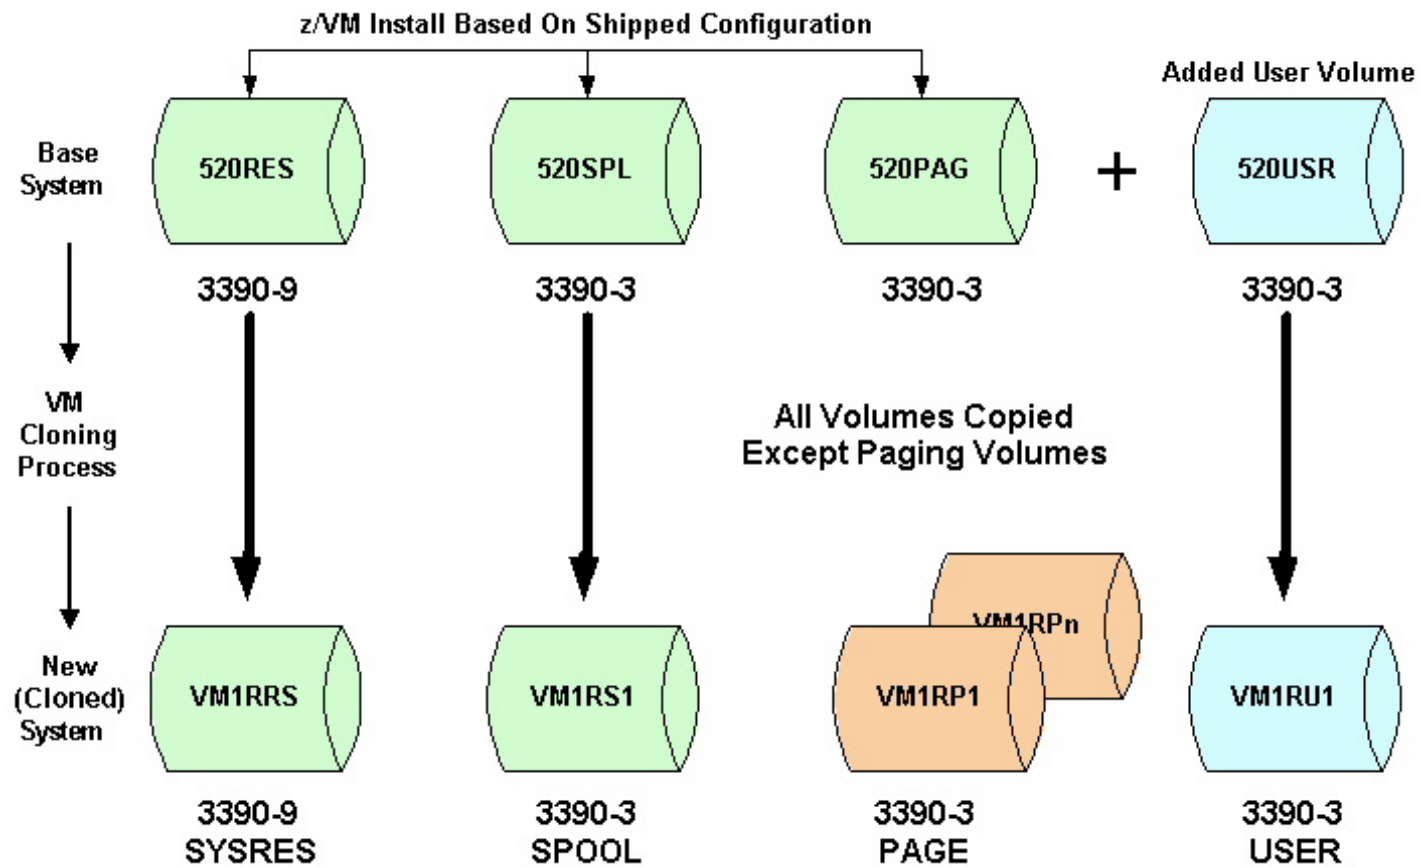 z/VM Install Based On Shipped Configuration
Added User Volume
Base
System
520RES
520SPL
520PAG
+
520USR
3390-9
3390-3
3390-3
3390-3
VM
Cloning
Process
All Volumes Copied
Except Paging Volumes
New
(Cloned)
System
VM1RRS
VM1RS1
VM1RPn
VM1RP1
VM1RU1
3390-9
SYSRES
3390-3
SPOOL
3390-3
PAGE
3390-3
USER